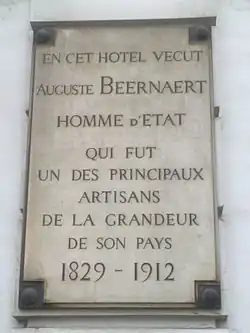 EN CET HOTEL VECUT
AUGUSTE BEERNAERT
HOMME D'ETAT
QUI FUT
UN DES PRINCIPAUX
ARTISANS
DE LA GRANDEUR
DE SON PAYS
1829 - 1912